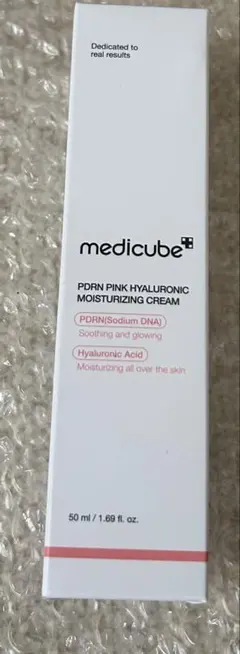 Dedicated to
real results
medicube
PDRN PINK HYALURONIC
MOISTURIZING CREAM
PDRN(Sodium DNA)
Soothing and glowing
Hyaluronic Acid
Moisturizing all over the skin
50 ml / 1.69 fl. oz.